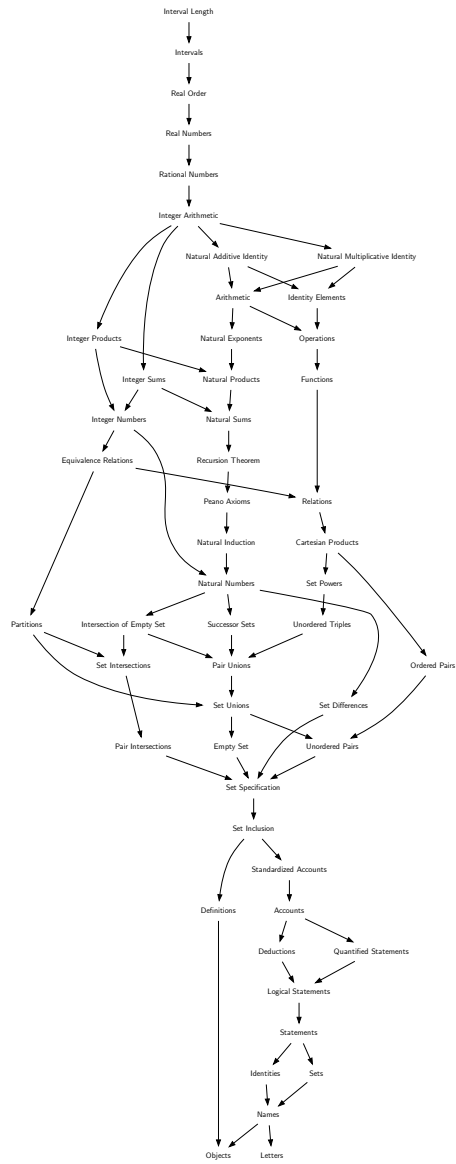 Interval Length
Intervals
Real Order
Real Numbers
Rational Numbers
Integer Arithmetic
Natural Additive Identity
Natural Multiplicative Identity
Arithmetic
Identity Elements
Integer Products
Natural Exponents
Operations
Integer Sums
Natural Products
Functions
Integer Numbers
Natural Sums
Equivalence Relations
Recursion Theorem
Peano Axioms
Relations
Natural Induction
Cartesian Products
Natural Numbers
Set Powers
Partitions
Intersection of Empty Set
Successor Sets
Unordered Triples
Set Intersections
Pair Unions
Ordered Pairs
Set Unions
Set Differences
Pair Intersections
Empty Set
Unordered Pairs
Set Specification
Set Inclusion
Standardized Accounts
Definitions
Accounts
Deductions
Quantified Statements
Logical Statements
Statements
Identities
Sets
Names
Objects
Letters